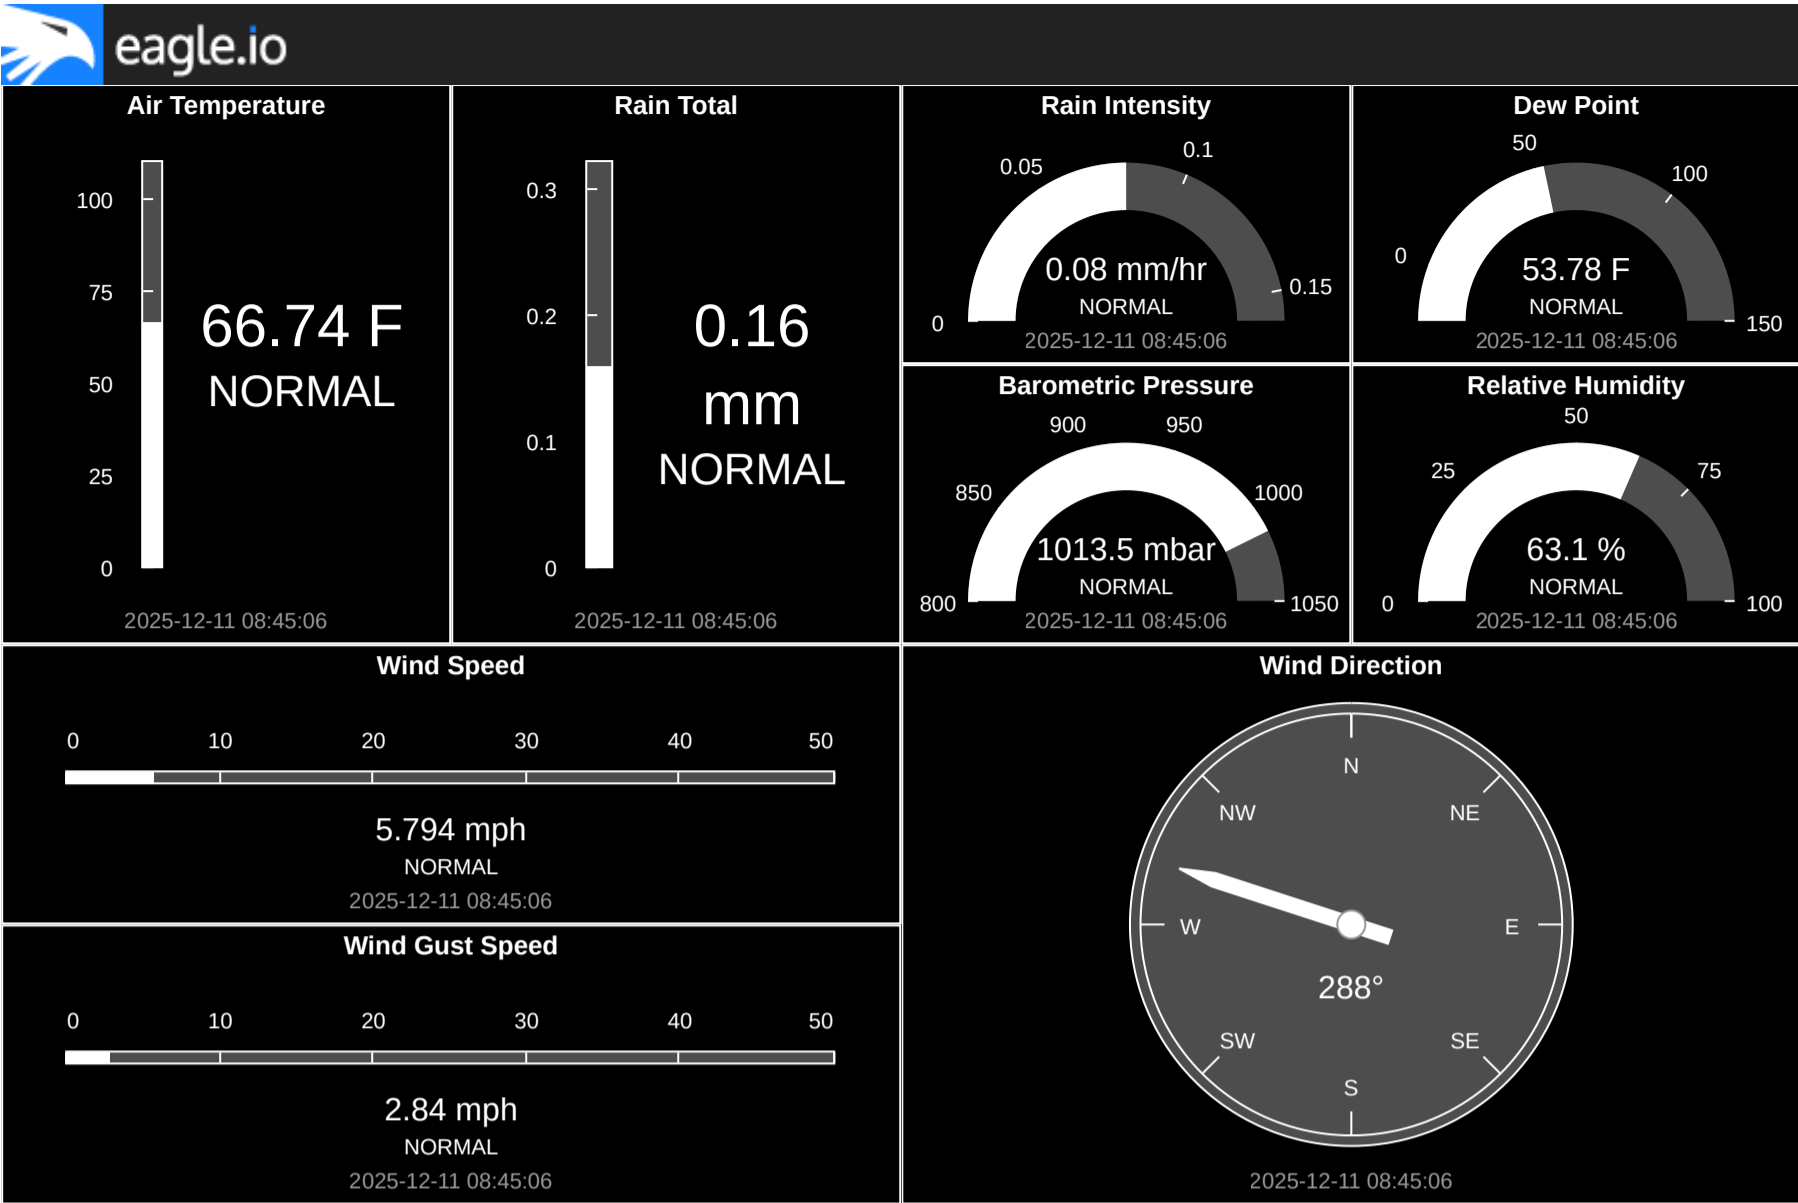 eagle.io
Air Temperature
100
75
50
25
0
66.74 F
NORMAL
2025-12-11 08:45:06
Rain Total
0.3
0.2
0.1
0
0.16
mm
NORMAL
2025-12-11 08:45:06
Rain Intensity
0
0.05
0.1
0.15
0.08 mm/hr
NORMAL
2025-12-11 08:45:06
Dew Point
0
50
100
150
53.78 F
NORMAL
2025-12-11 08:45:06
Barometric Pressure
800
850
900
950
1000
1050
1013.5 mbar
NORMAL
2025-12-11 08:45:06
Relative Humidity
0
25
50
75
100
63.1 %
NORMAL
2025-12-11 08:45:06
Wind Speed
0 10 20 30 40 50
5.794 mph
NORMAL
2025-12-11 08:45:06
Wind Gust Speed
0 10 20 30 40 50
2.84 mph
NORMAL
2025-12-11 08:45:06
Wind Direction
N
NW NE
W E
288°
SW SE
S
2025-12-11 08:45:06